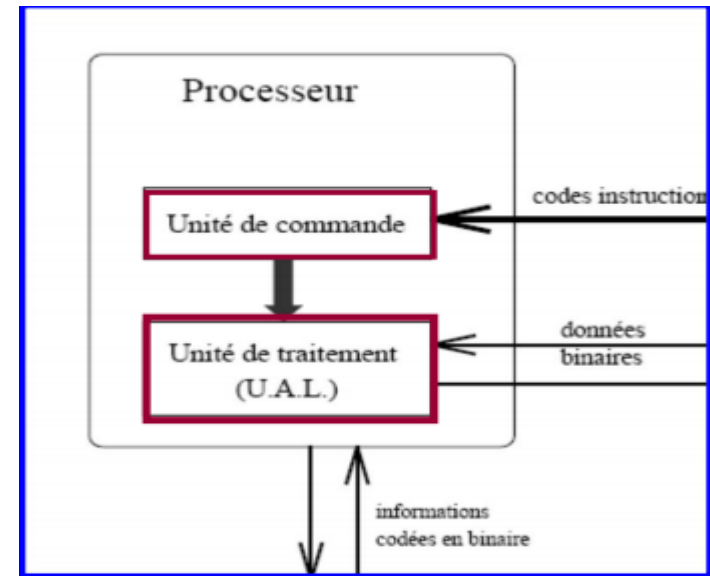 Processeur
codes instruction
Unité de commande
données
binaires
Unité de traitement
(U.A.L.)
informations
codées en binaire